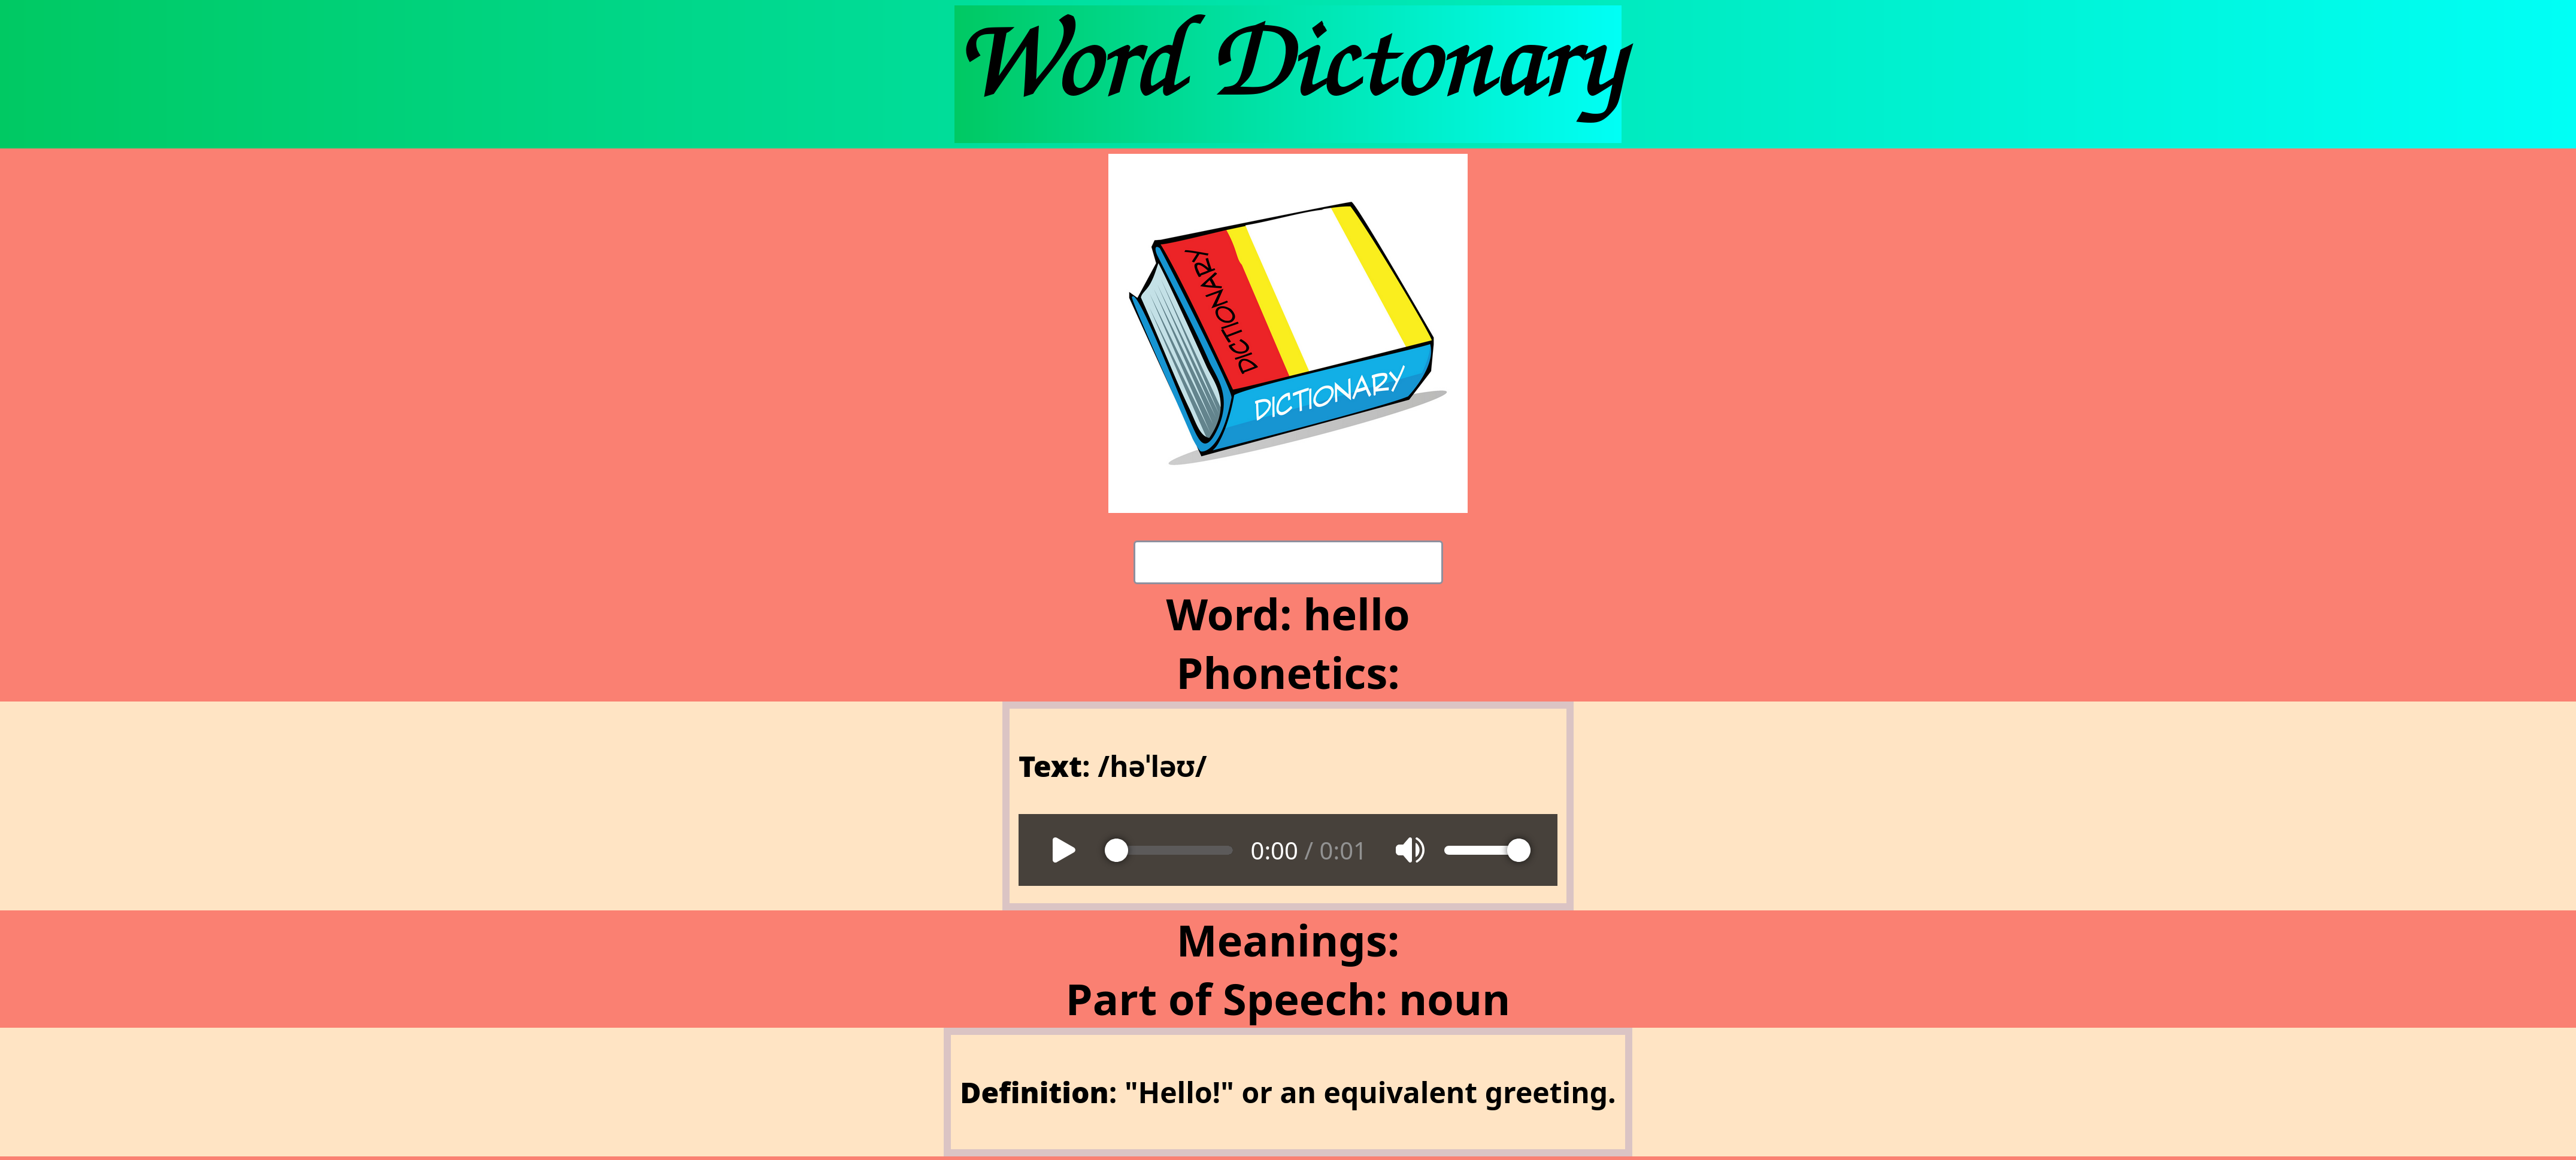 Word Dictonary
DICTIONARY
DICTIONARY
Word: hello
Phonetics:
Text: /həˈləʊ/
0:00 / 0:01
Meanings:
Part of Speech: noun
Definition: "Hello!" or an equivalent greeting.